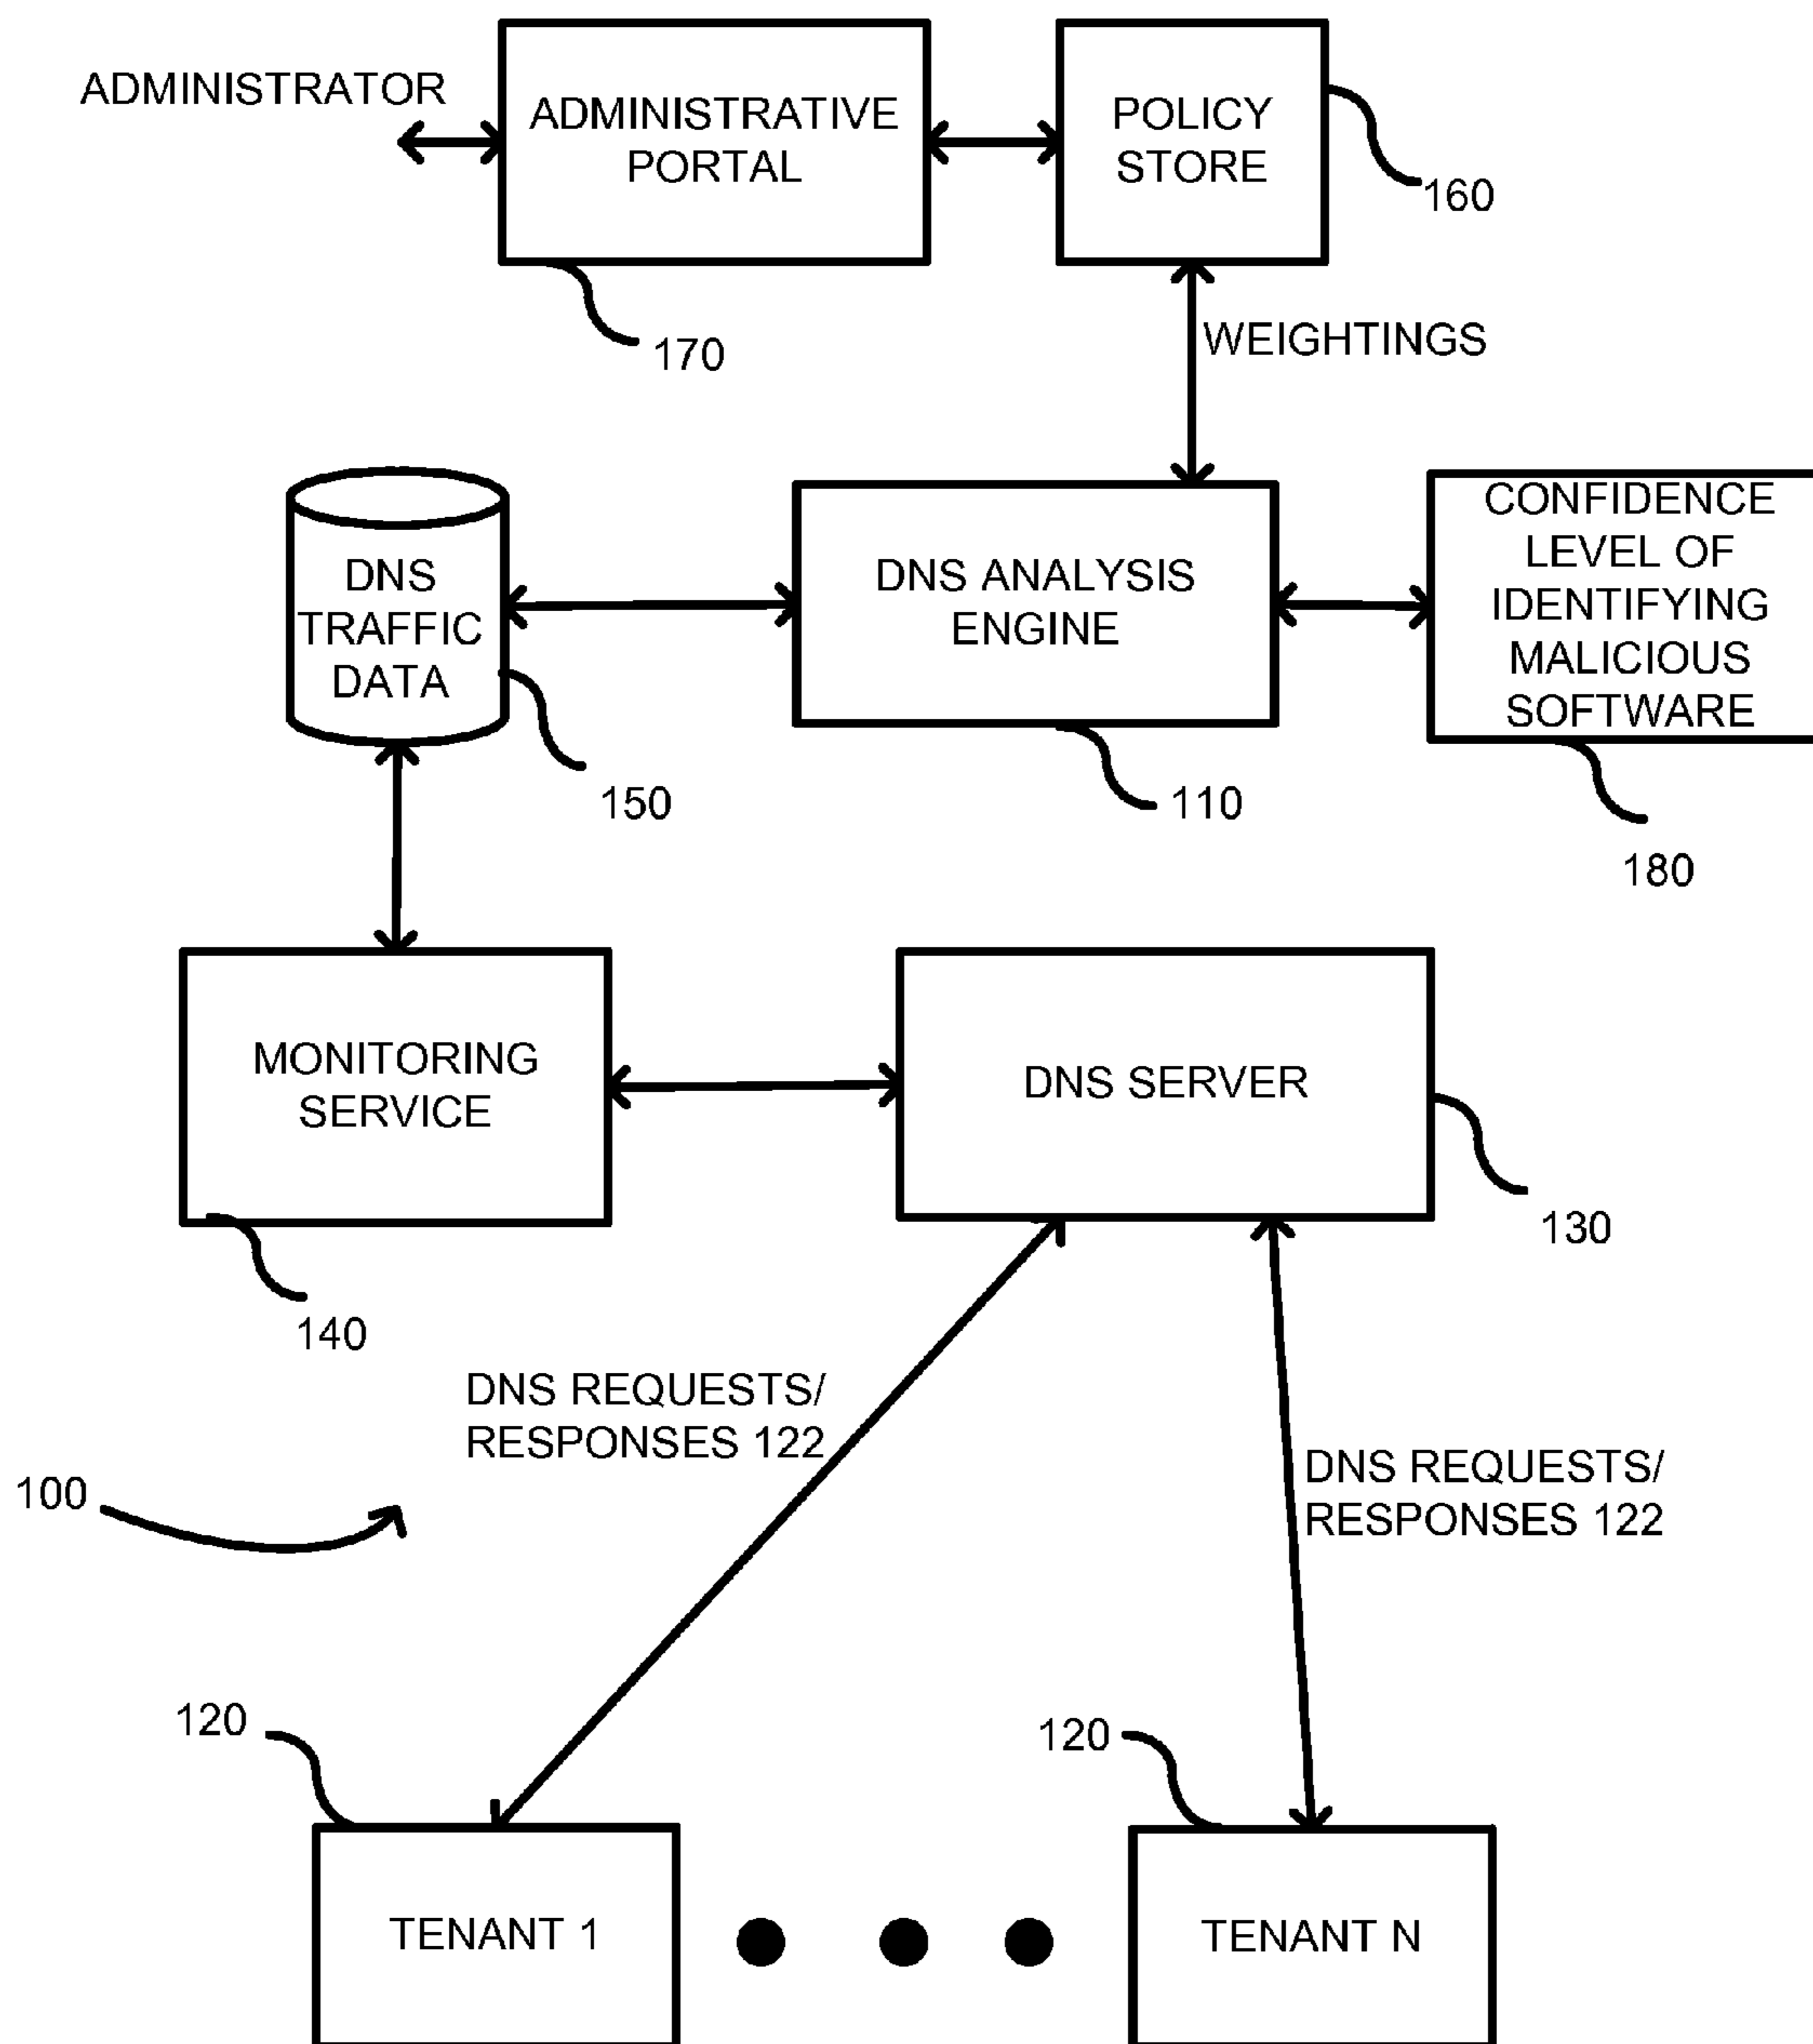 ADMINISTRATOR
ADMINISTRATIVE
PORTAL
POLICY
STORE
160
170
WEIGHTINGS
DNS
TRAFFIC
DATA
DNS ANALYSIS
ENGINE
CONFIDENCE
LEVEL OF
IDENTIFYING
MALICIOUS
SOFTWARE
150
110
180
MONITORING
SERVICE
DNS SERVER
130
140
DNS REQUESTS/
RESPONSES 122
DNS REQUESTS/
RESPONSES 122
100
120
120
TENANT 1
TENANT N